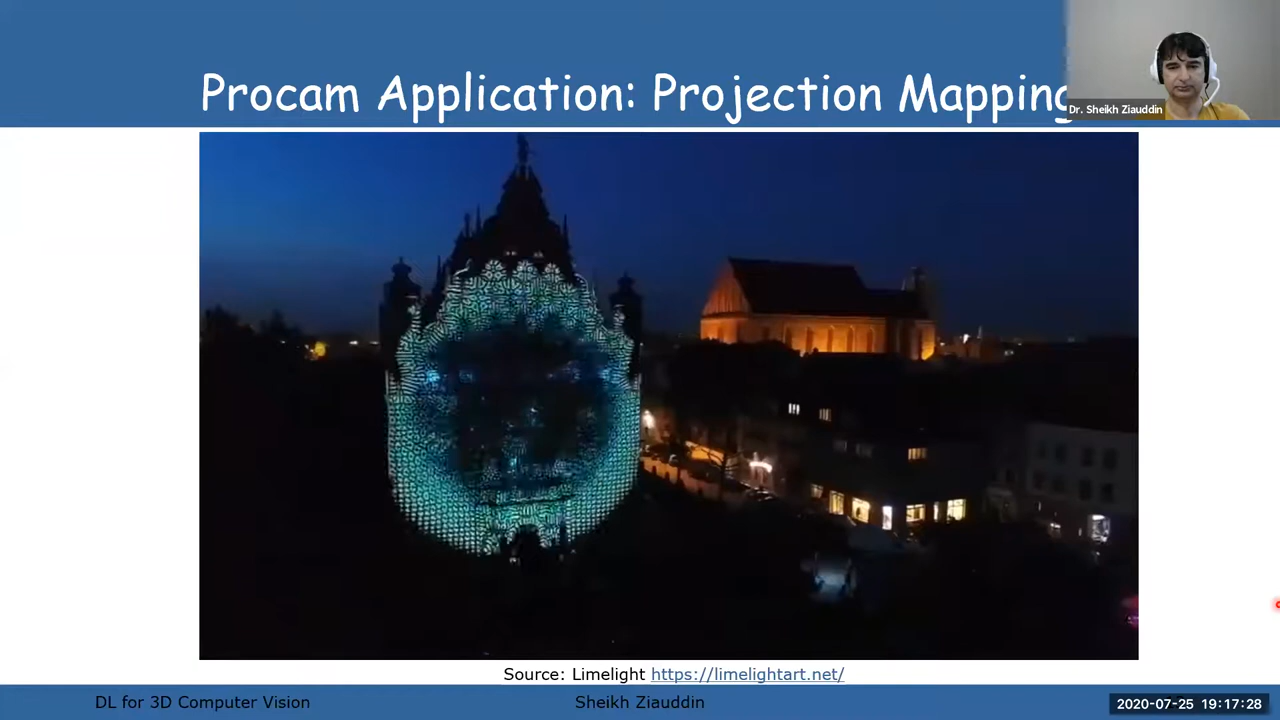 Procam Application: Projection Mapping
Dr. Sheikh Ziauddin
Source: Limelight https://limelightart.net/
DL for 3D Computer Vision
Sheikh Ziauddin
2020-07-25 19:17:28